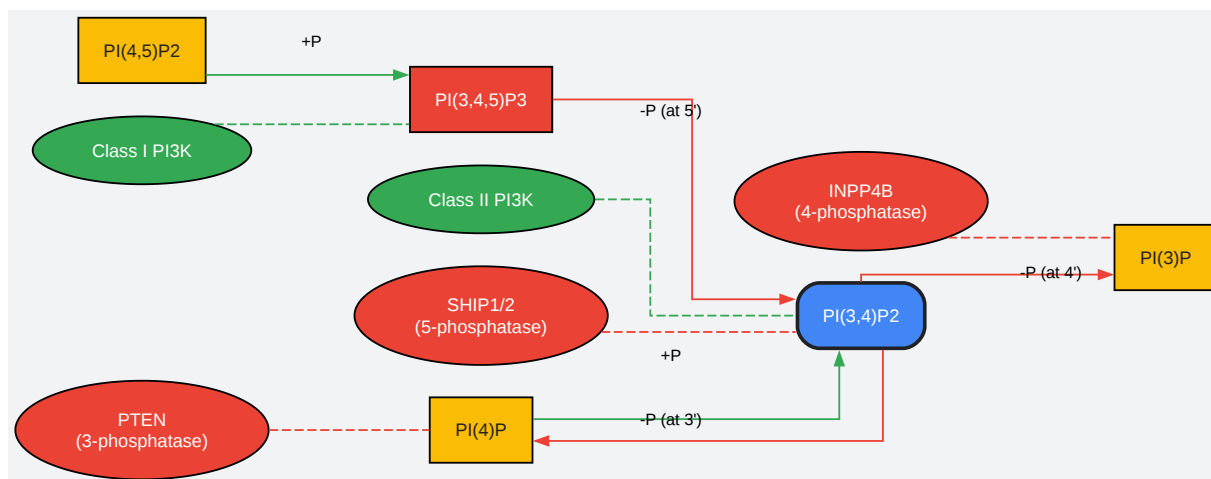 PI(4,5)P2
+P
PI(3,4,5)P3
-P (at 5')
Class I PI3K
Class II PI3K
INPP4B
(4-phosphatase)
PI(3)P
-P (at 4')
SHIP1/2
(5-phosphatase)
PI(3,4)P2
+P
PTEN
(3-phosphatase)
PI(4)P
-P (at 3')